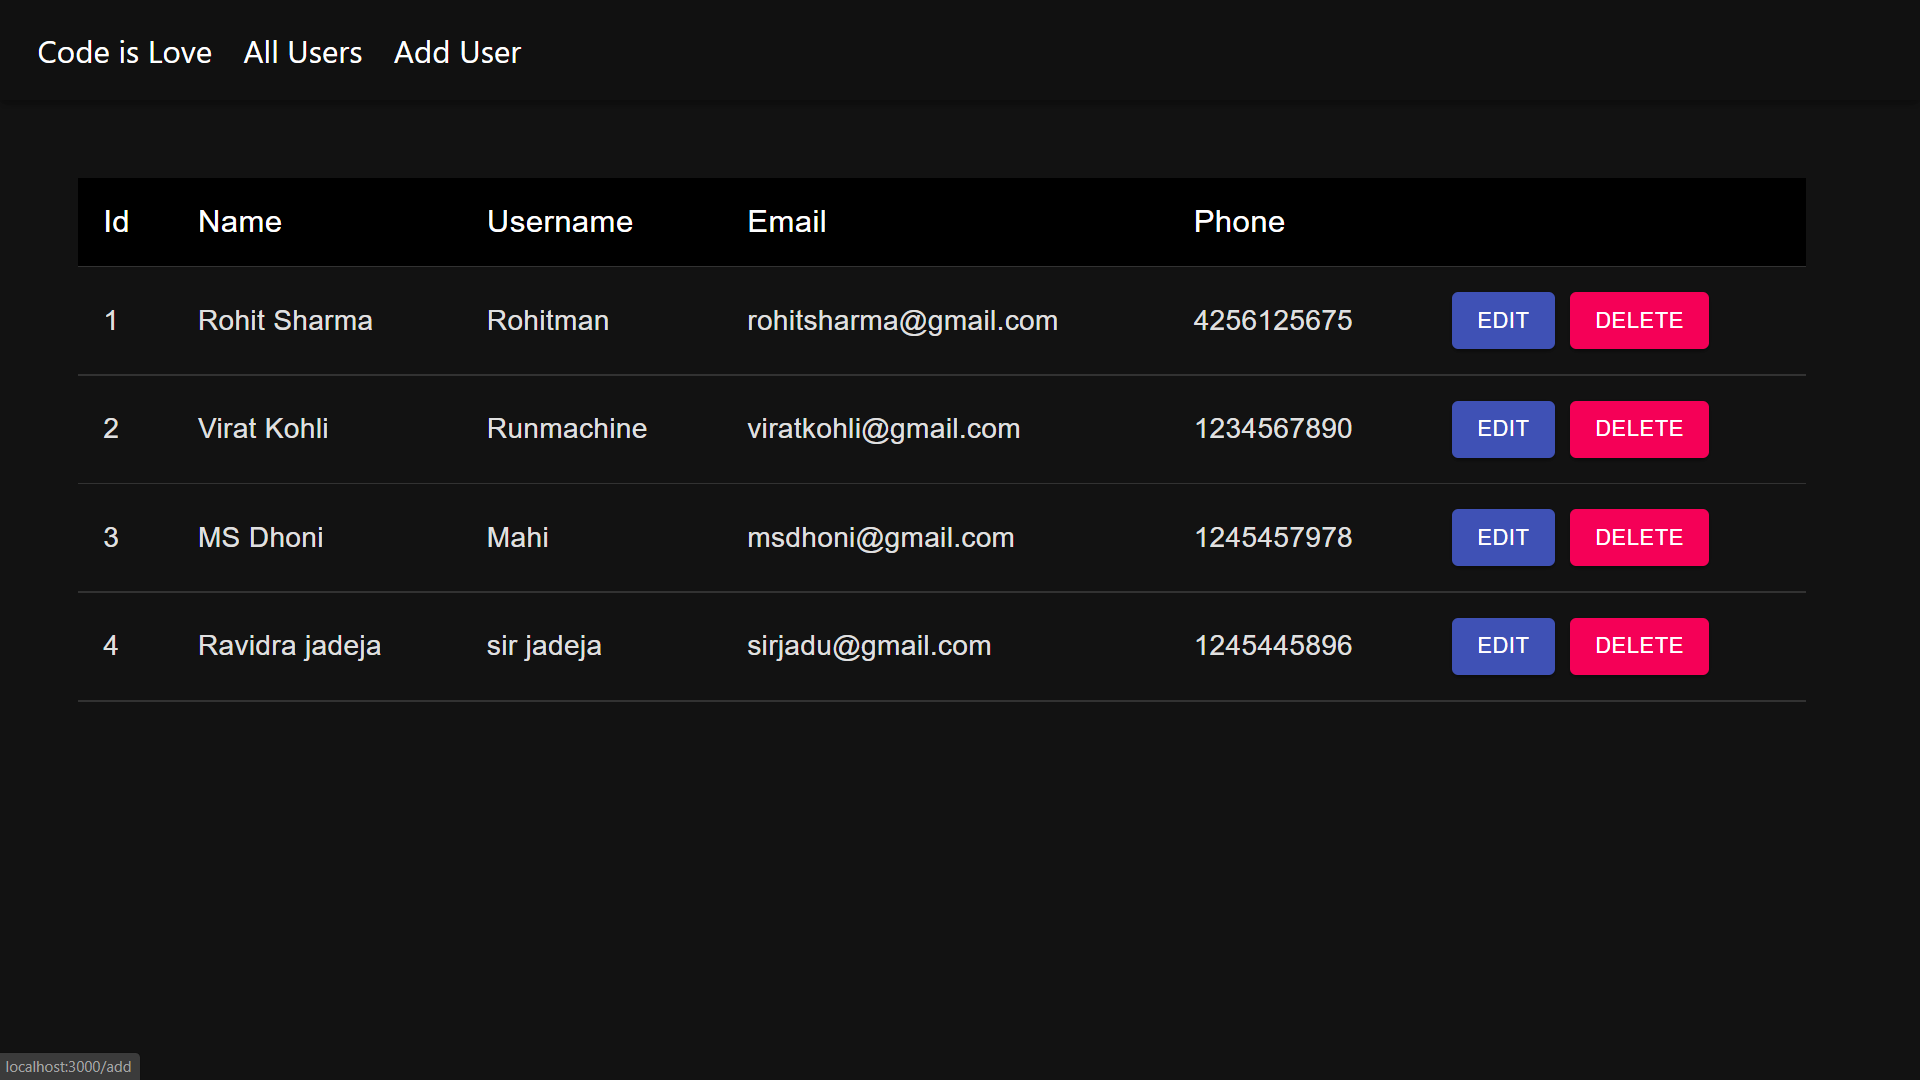 Code is Love All Users Add User
Id Name Username Email Phone
1 Rohit Sharma Rohitman rohitsharma@gmail.com 4256125675 EDIT DELETE
2 Virat Kohli Runmachine viratkohli@gmail.com 1234567890 EDIT DELETE
3 MS Dhoni Mahi msdhoni@gmail.com 1245457978 EDIT DELETE
4 Ravidra jadeja sir jadeja sirjadu@gmail.com 1245445896 EDIT DELETE
localhost:3000/add